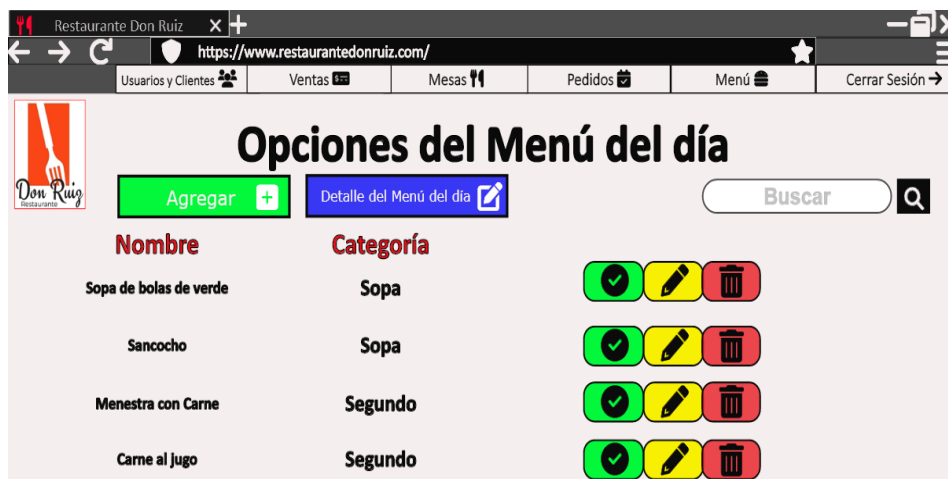 Restaurante Don Ruiz
https://www.restaurantedonruiz.com/
Usuarios y Clientes Ventas Mesas Pedidos Menú Cerrar Sesión
Opciones del Menú del día
Don Ruiz
Restaurante
Agregar Detalle del Menú del día Buscar
Nombre Categoría
Sopa de bolas de verde Sopa
Sancocho Sopa
Menestra con Carne Segundo
Carne al jugo Segundo